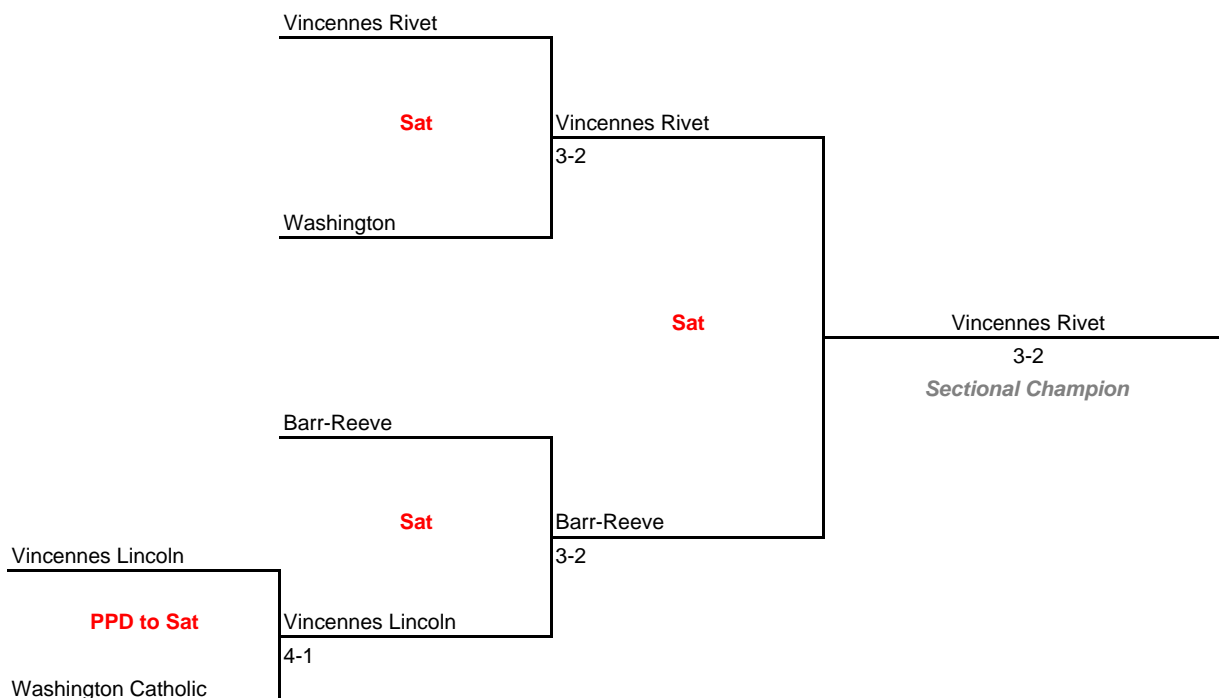 Vincennes Rivet
Sat
Vincennes Rivet
3-2
Washington
Sat
Vincennes Rivet
3-2
Sectional Champion
Barr-Reeve
Sat
Barr-Reeve
3-2
Vincennes Lincoln
PPD to Sat
Vincennes Lincoln
4-1
Washington Catholic